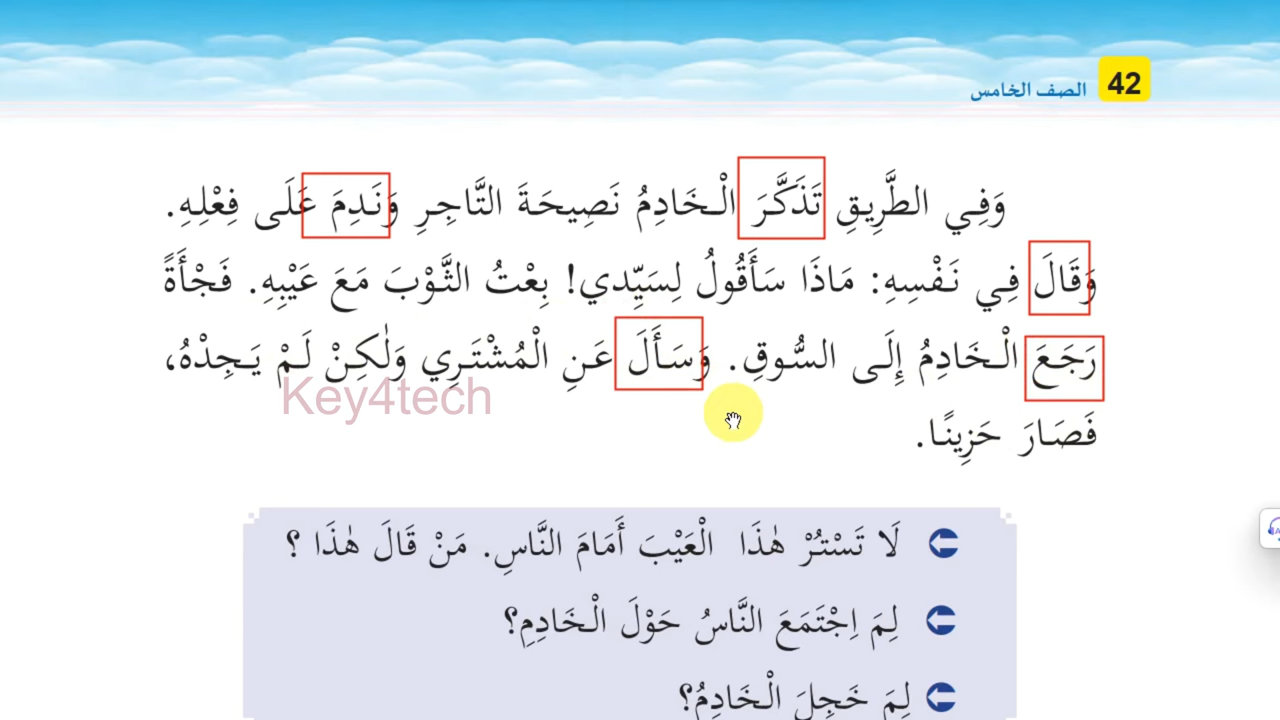 42
الصف الخامس
وَفِي الطَّرِيقِ تَذَكَّرَ الْخَادِمُ نَصِيحَةَ التَّاجِرِ وَنَدِمَ عَلَى فِعْلِهِ.
وَقَالَ فِي نَفْسِهِ: مَاذَا سَأَقُولُ لِسَيِّدِي! بِعْتُ الثَّوْبَ مَعَ عَيْبِهِ. فَجْأَةً
رَجَعَ الْخَادِمُ إِلَى السُّوقِ. وَسَأَلَ عَنِ الْمُشْتَرِي وَلٰكِنْ لَمْ يَجِدْهُ،
Key4tech
فَصَارَ حَزِينًا.
لَا تَسْتُرْ هٰذَا الْعَيْبَ أَمَامَ النَّاسِ. مَنْ قَالَ هٰذَا ؟
لِمَ اِجْتَمَعَ النَّاسُ حَوْلَ الْخَادِمِ؟
لِمَ خَجِلَ الْخَادِمُ؟